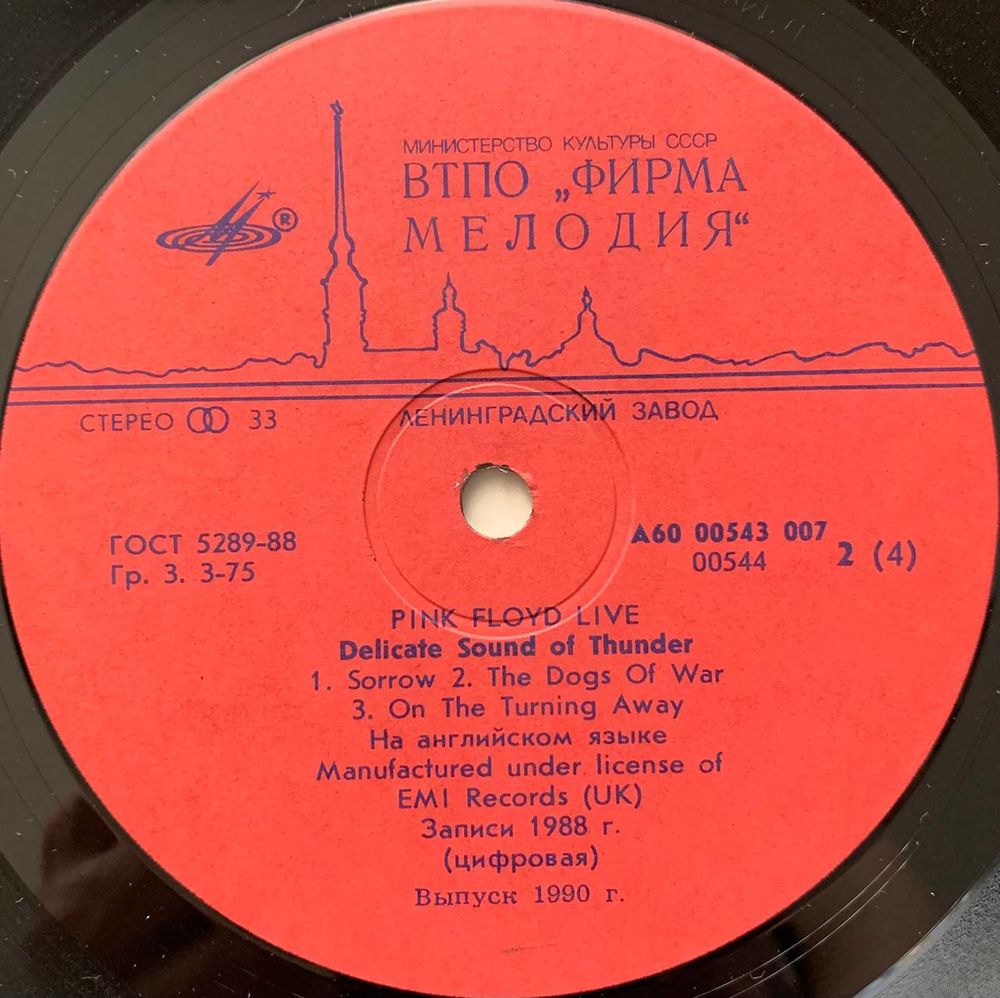 МИНИСТЕРСТВО КУЛЬТУРЫ СССР
ВТПО „ФИРМА
МЕЛОДИЯ“
®
СТЕРЕО 33
ЛЕНИНГРАДСКИЙ ЗАВОД
ГОСТ 5289-88
Гр. 3. 3-75
А60 00543 007
00544
2 (4)
PINK FLOYD LIVE
Delicate Sound of Thunder
1. Sorrow 2. The Dogs Of War
3. On The Turning Away
На английском языке
Manufactured under license of
EMI Records (UK)
Записи 1988 г.
(цифровая)
Выпуск 1990 г.